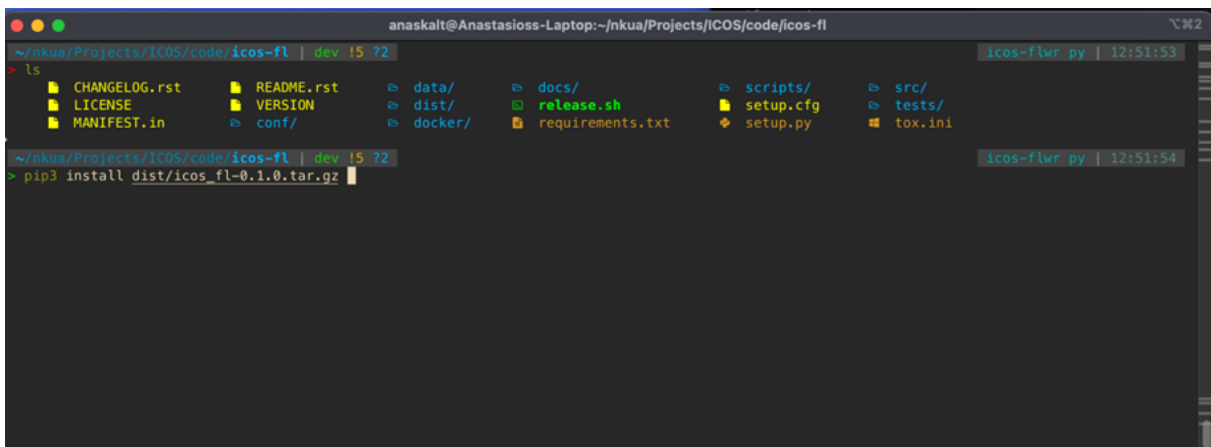 anaskalt@Anastasioss-Laptop:~/nkua/Projects/ICOS/code/icos-fl ⌥⌘2
~/nkua/Projects/ICOS/code/icos-fl | dev !5 ?2 icos-flwr py | 12:51:53
> ls
CHANGELOG.rst README.rst data/ docs/ scripts/ src/
LICENSE VERSION dist/ release.sh setup.cfg tests/
MANIFEST.in conf/ docker/ requirements.txt setup.py tox.ini
~/nkua/Projects/ICOS/code/icos-fl | dev !5 ?2 icos-flwr py | 12:51:54
> pip3 install dist/icos_fl-0.1.0.tar.gz